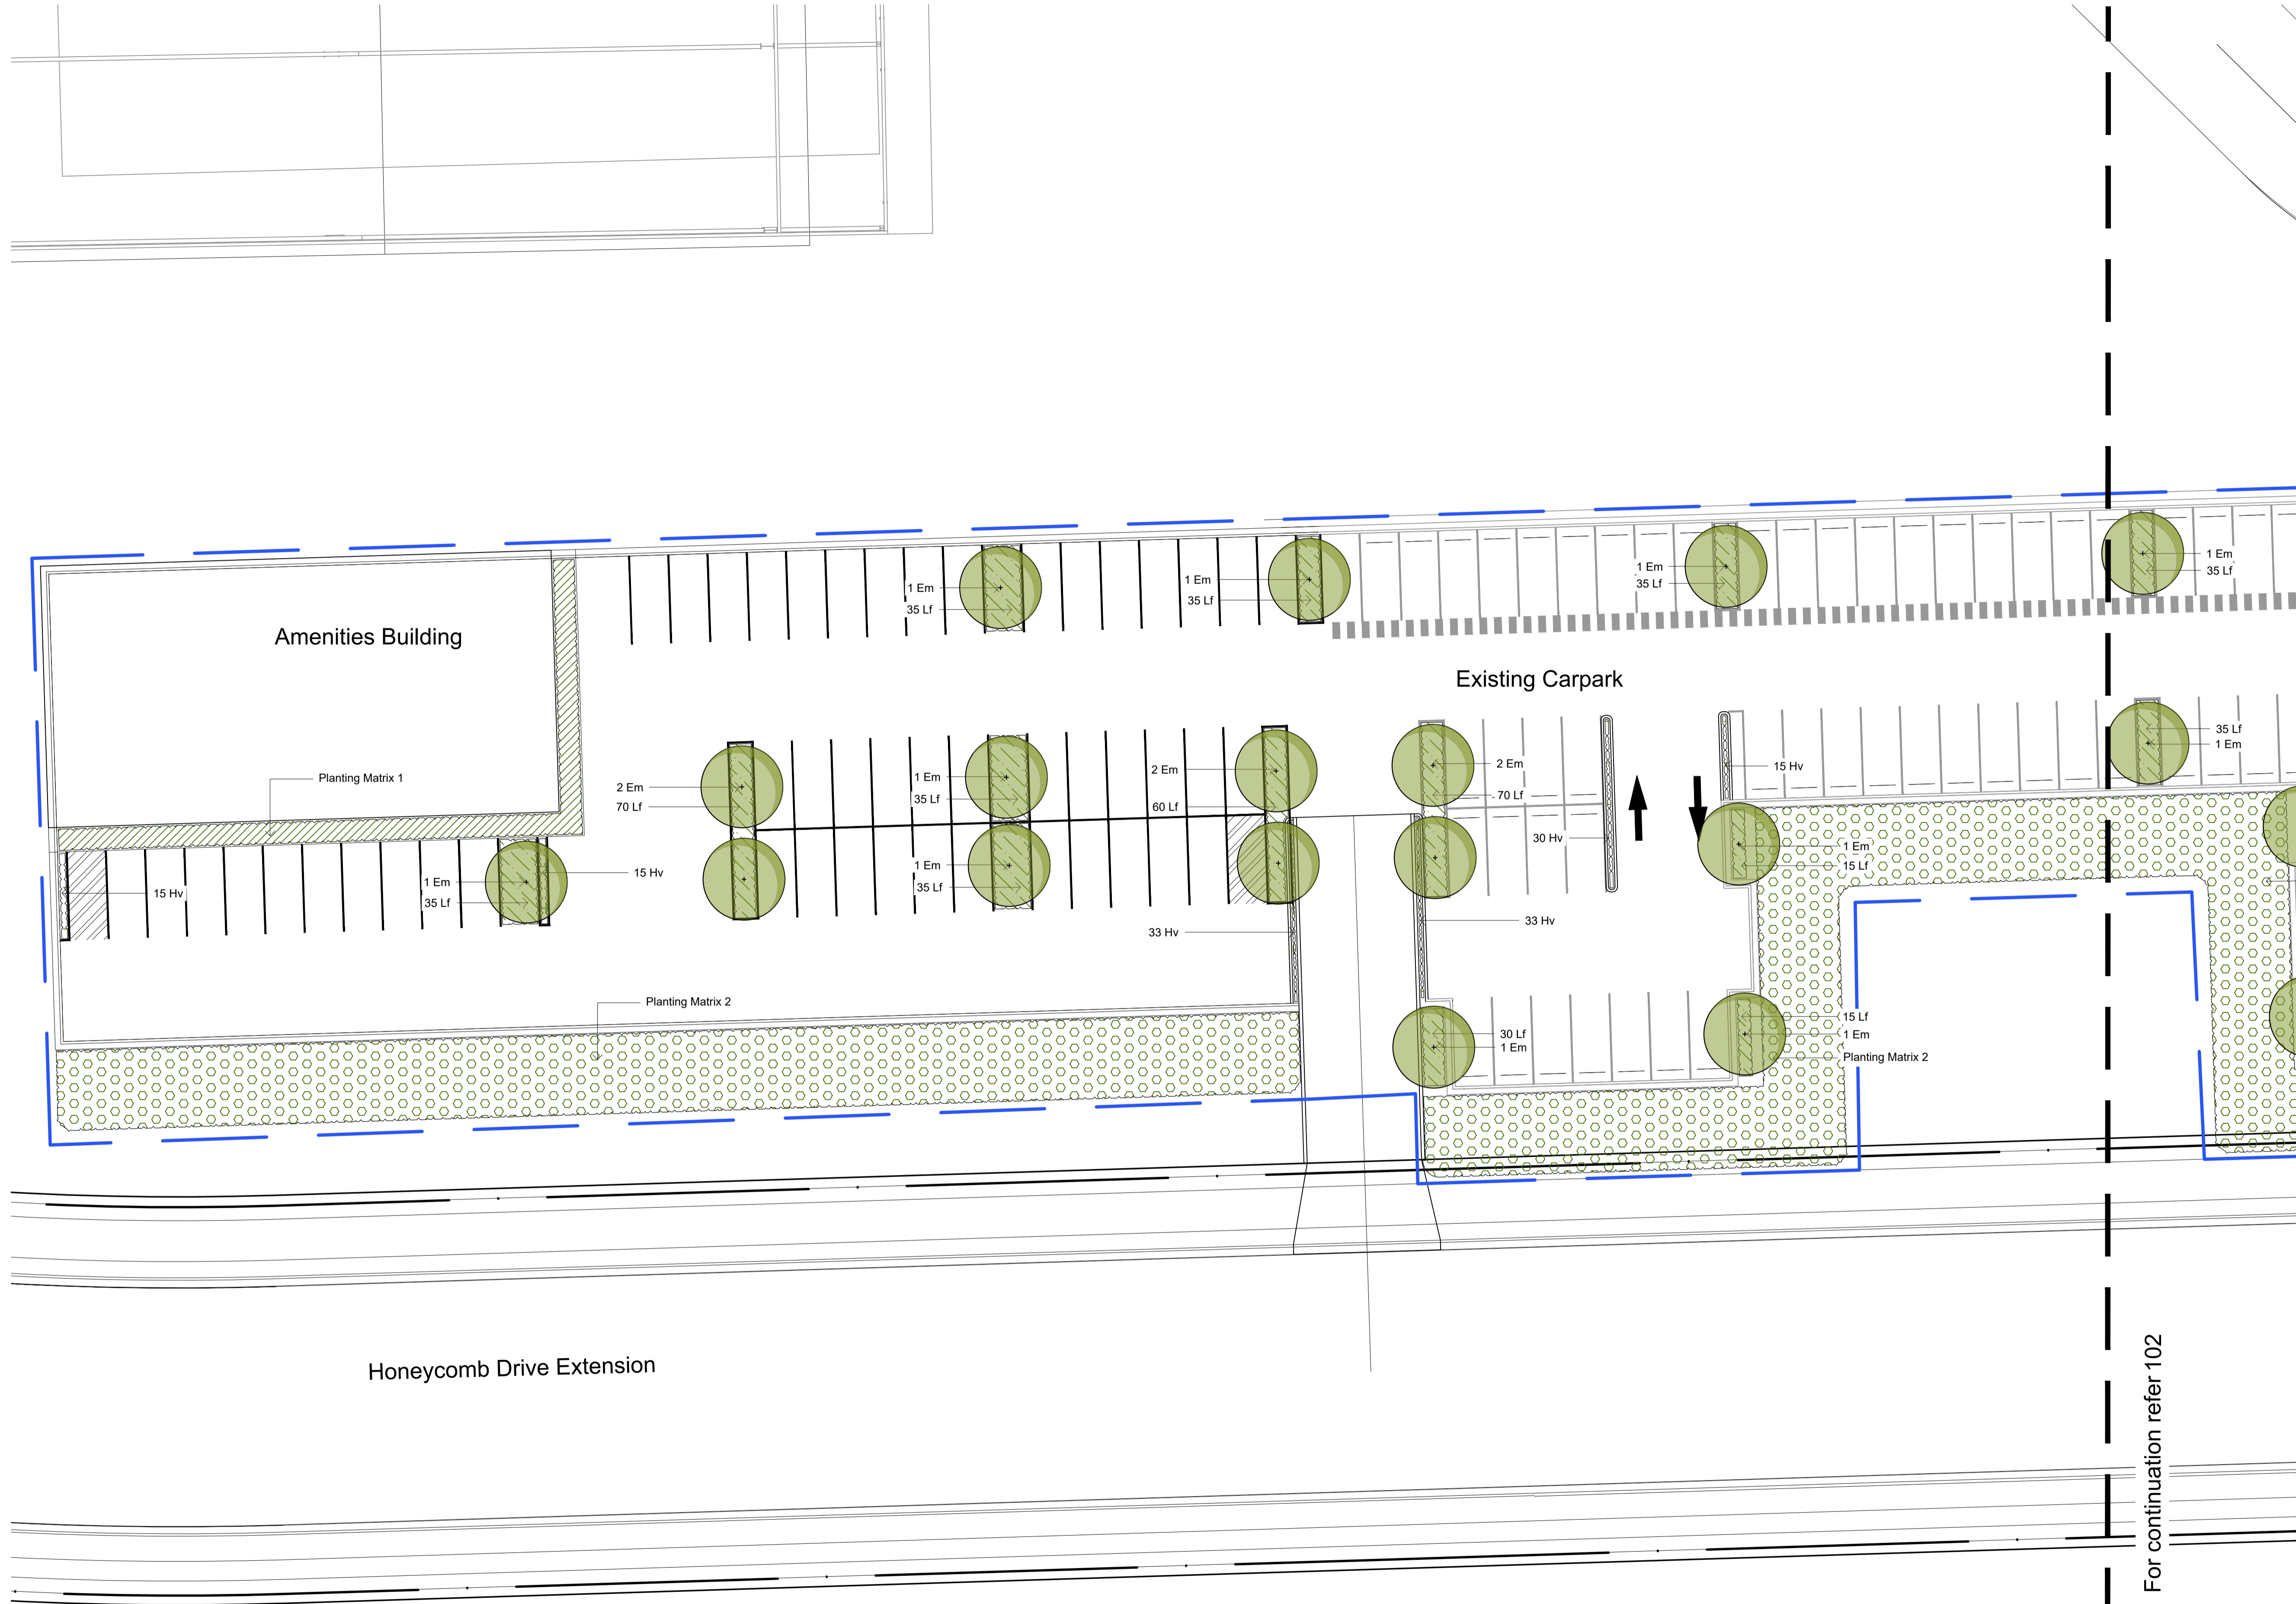 1 Em
35 Lf
1 Em
35 Lf
1 Em
35 Lf
1 Em
35 Lf
Amenities Building
Existing Carpark
Planting Matrix 1
2 Em
70 Lf
1 Em
35 Lf
2 Em
60 Lf
2 Em
70 Lf
15 Hv
35 Lf
1 Em
30 Hv
15 Hv
1 Em
35 Lf
15 Hv
1 Em
35 Lf
1 Em
15 Lf
33 Hv
33 Hv
Planting Matrix 2
30 Lf
1 Em
15 Lf
1 Em
Planting Matrix 2
Honeycomb Drive Extension
For continuation refer 102